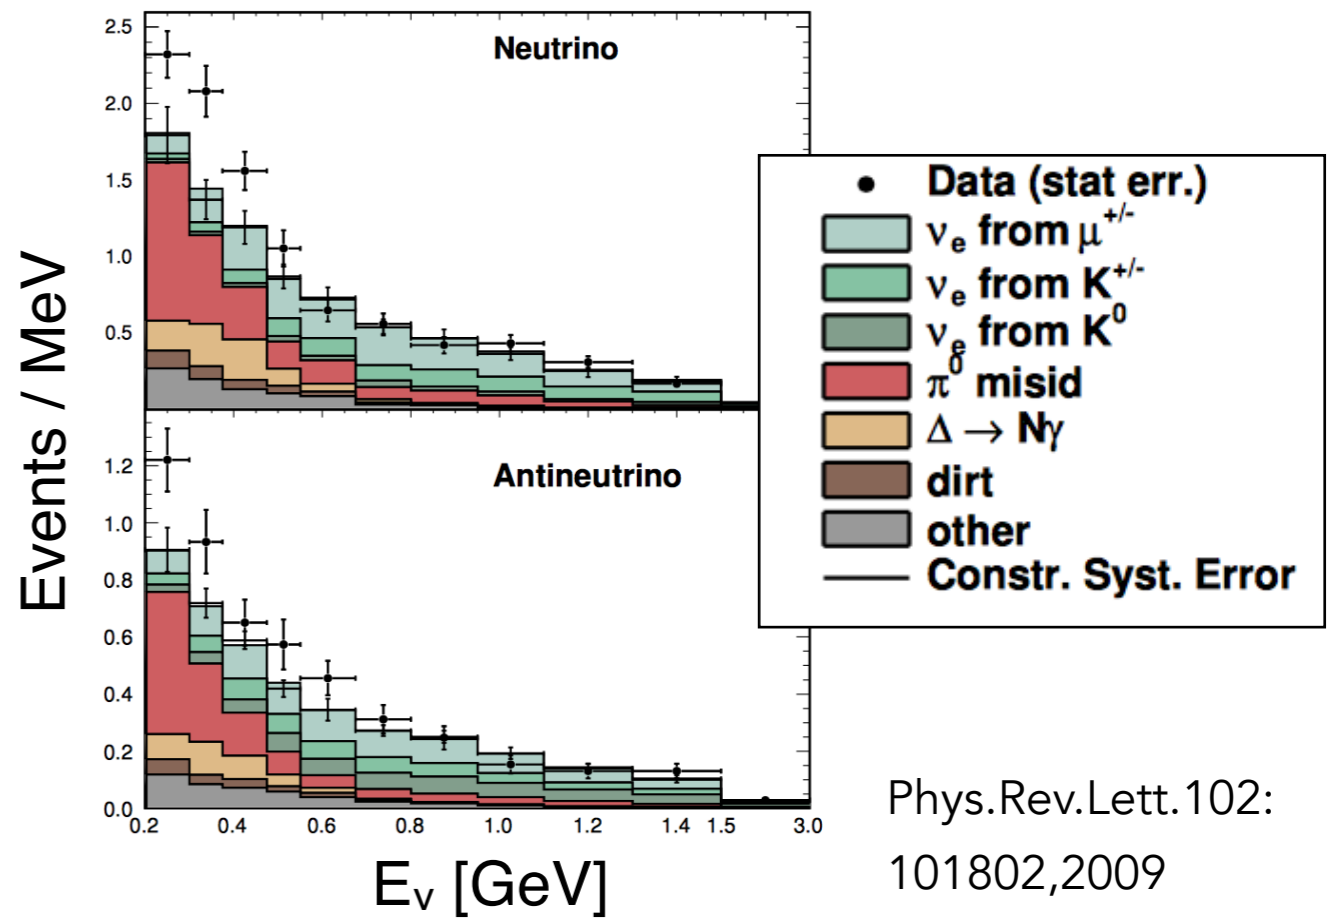 Events / MeV
2.5
2.0
1.5
1.0
0.5
Neutrino
Data (stat err.)
νe from μ+/-
νe from K+/-
νe from K0
π0 misid
Δ → Nγ
dirt
other
Constr. Syst. Error
1.2
1.0
0.8
0.6
0.4
0.2
0.0
Antineutrino
0.2 0.4 0.6 0.8 1.0 1.2 1.4 1.5 3.0
Eν [GeV]
Phys.Rev.Lett.102:
101802,2009